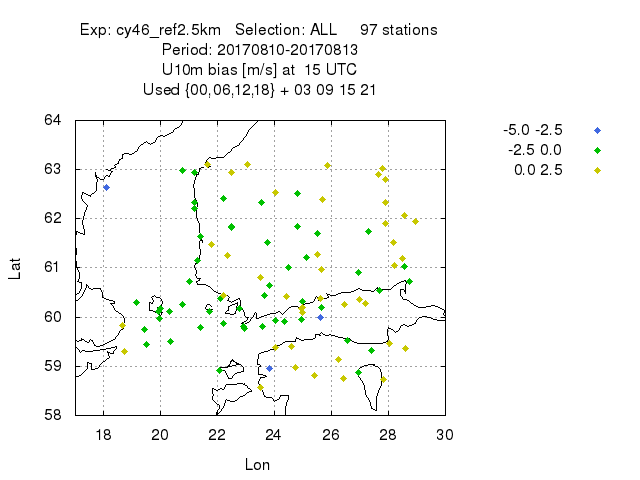 Exp: cy46_ref2.5km   Selection: ALL     97 stations
Period: 20170810-20170813
U10m bias [m/s] at  15 UTC
Used {00,06,12,18} + 03 09 15 21
-5.0 -2.5
-2.5 0.0
0.0 2.5
64
63
62
61
60
59
58
Lat
18 20 22 24 26 28 30
Lon